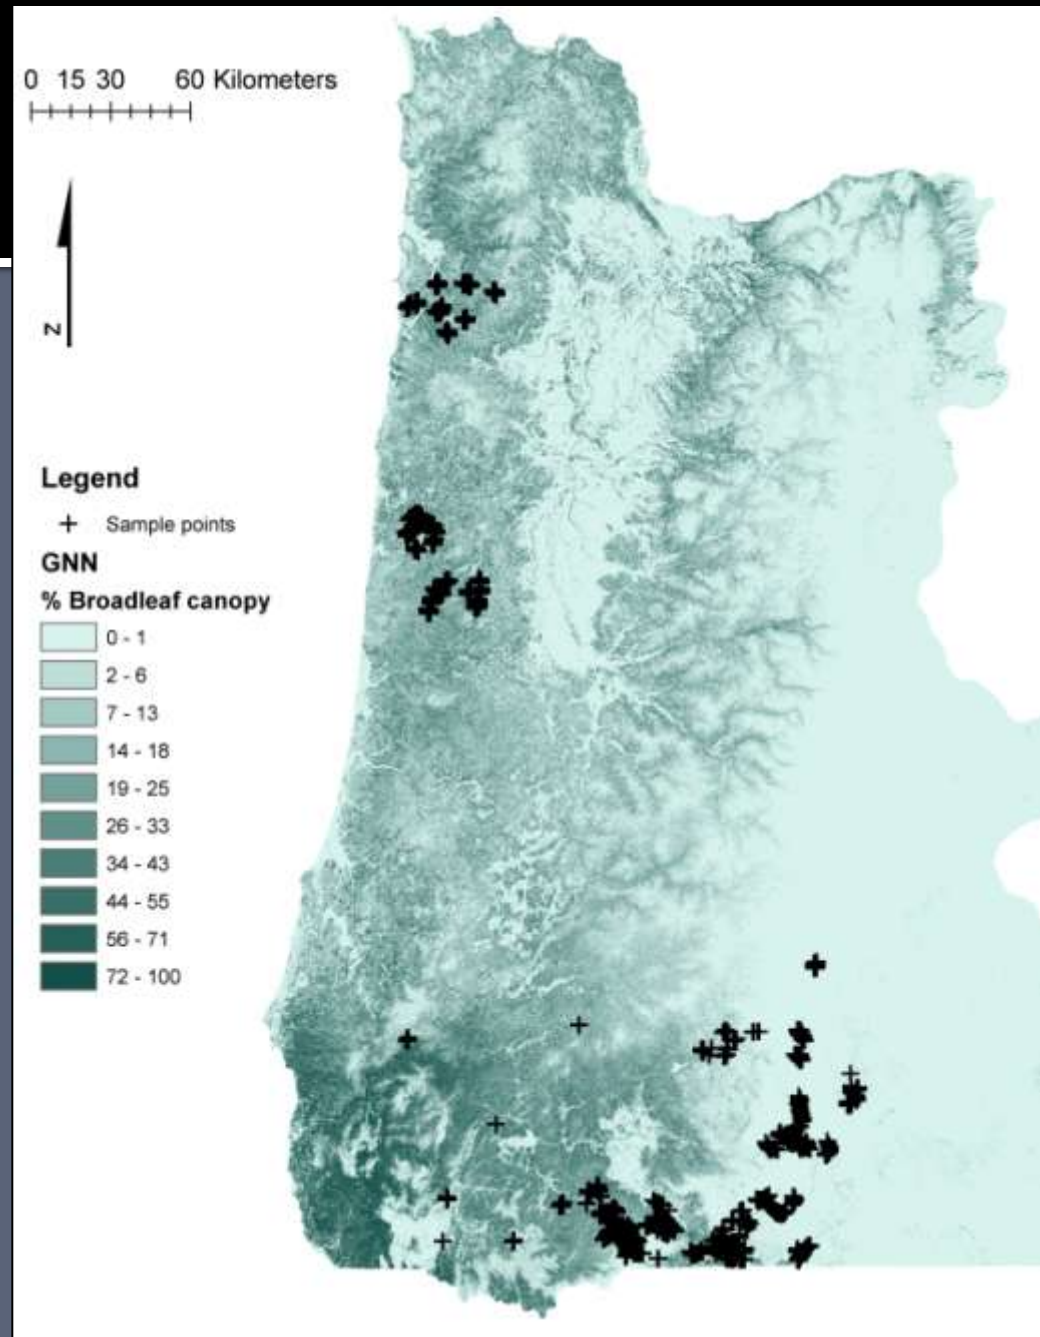 0 15 30 60 Kilometers
N
Legend
Sample points
GNN
% Broadleaf canopy
0 - 1
2 - 6
7 - 13
14 - 18
19 - 25
26 - 33
34 - 43
44 - 55
56 - 71
72 - 100